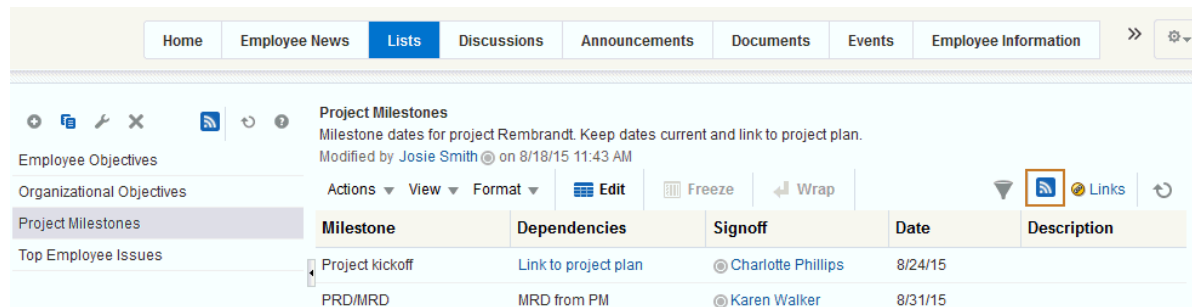 Home Employee News Lists Discussions Announcements Documents Events Employee Information »
Employee Objectives
Organizational Objectives
Project Milestones
Top Employee Issues
Project Milestones
Milestone dates for project Rembrandt. Keep dates current and link to project plan.
Modified by Josie Smith on 8/18/15 11:43 AM
Actions View Format Edit Freeze Wrap Links
Milestone Dependencies Signoff Date Description
Project kickoff Link to project plan Charlotte Phillips 8/24/15
PRD/MRD MRD from PM Karen Walker 8/31/15